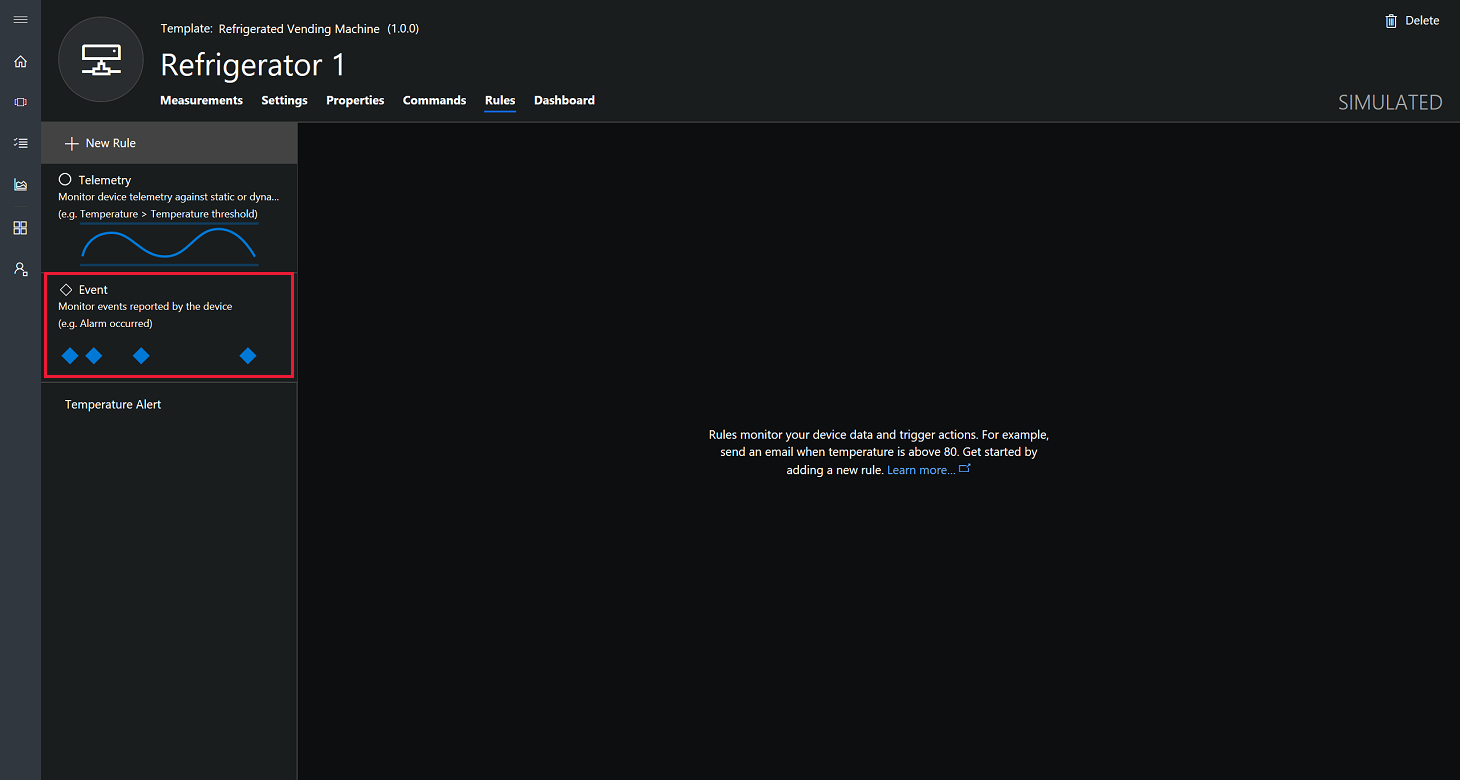 Template: Refrigerated Vending Machine (1.0.0)
Delete
Refrigerator 1
Measurements Settings Properties Commands Rules Dashboard
SIMULATED
New Rule
Telemetry
Monitor device telemetry against static or dyna...
(e.g. Temperature > Temperature threshold)
Event
Monitor events reported by the device
(e.g. Alarm occurred)
Temperature Alert
Rules monitor your device data and trigger actions. For example,
send an email when temperature is above 80. Get started by
adding a new rule. Learn more...